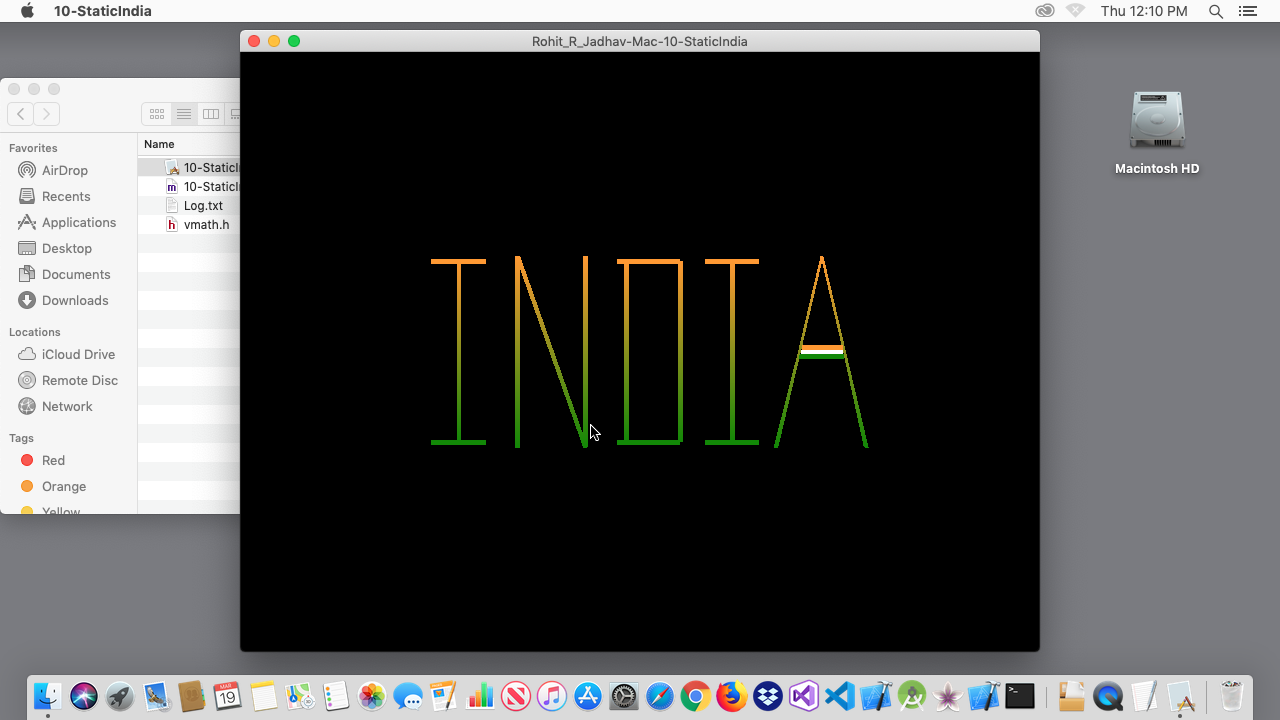 10-StaticIndia
Thu 12:10 PM
Rohit_R_Jadhav-Mac-10-StaticIndia
Name
Favorites
AirDrop
Recents
Applications
Desktop
Documents
Downloads
Locations
iCloud Drive
Remote Disc
Network
Tags
Red
Orange
Yellow
10-StaticI
m 10-StaticI
Log.txt
h vmath.h
INDIA
Macintosh HD
MAR
19